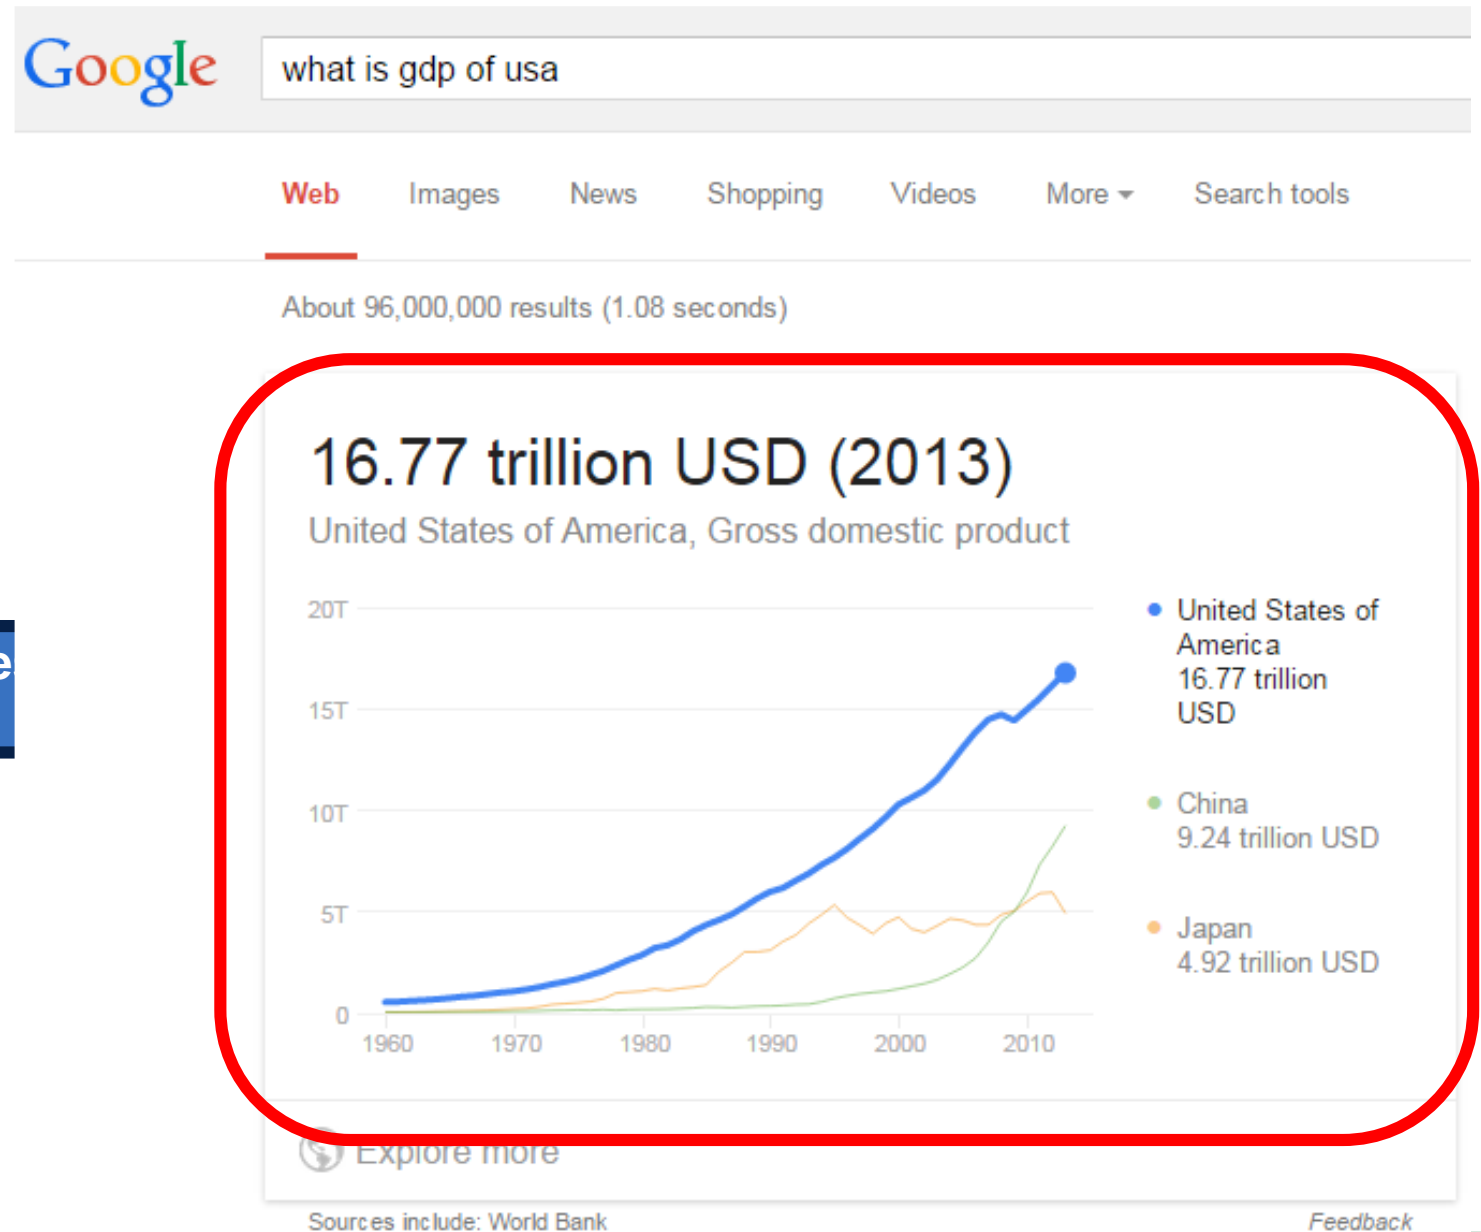 Google
what is gdp of usa
Web Images News Shopping Videos More Search tools
About 96,000,000 results (1.08 seconds)
16.77 trillion USD (2013)
United States of America, Gross domestic product
20T
15T
10T
5T
0
1960 1970 1980 1990 2000 2010
United States of
America
16.77 trillion
USD
China
9.24 trillion USD
Japan
4.92 trillion USD
Explore more
Sources include: World Bank
Feedback